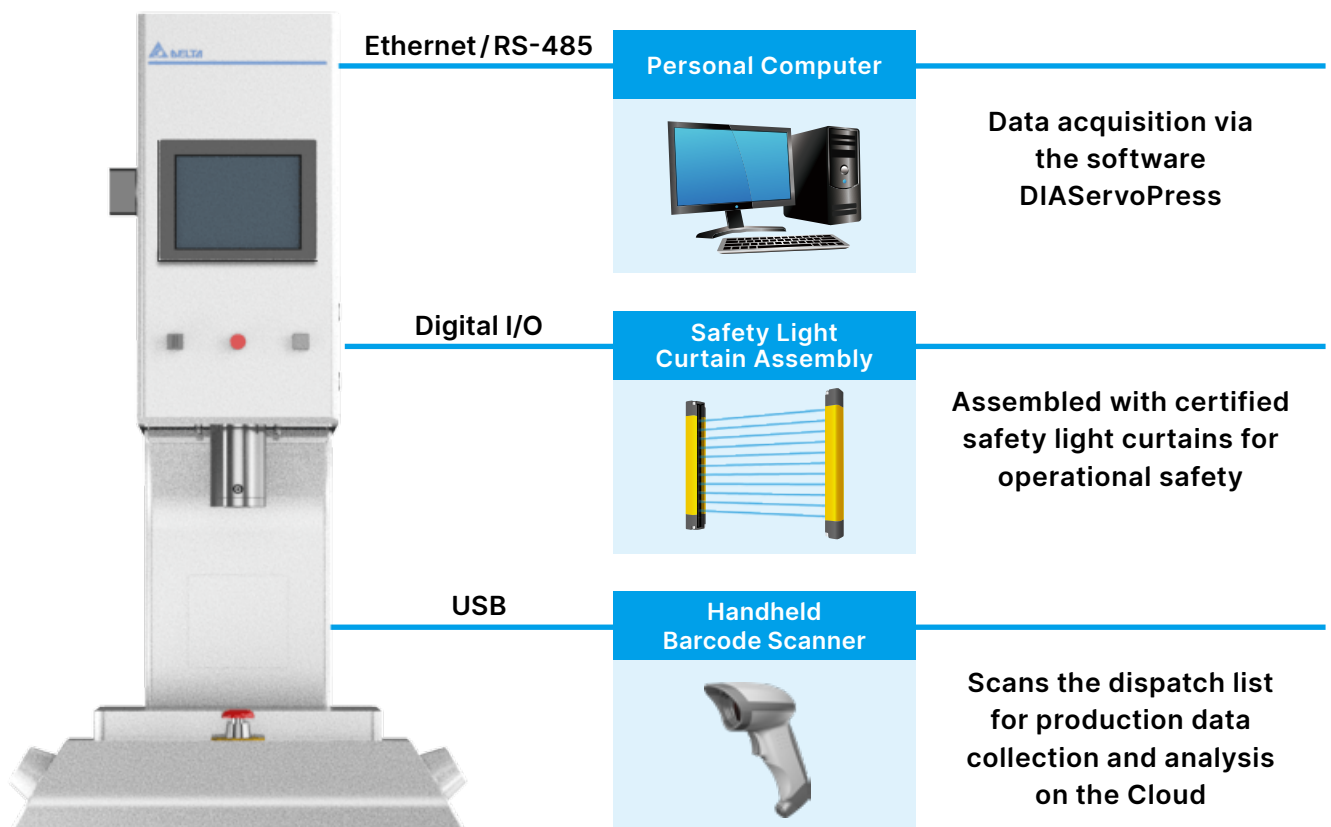 DELTA
Ethernet/RS-485
Personal Computer
Data acquisition via
the software
DIAServoPress
Digital I/O
Safety Light
Curtain Assembly
Assembled with certified
safety light curtains for
operational safety
USB
Handheld
Barcode Scanner
Scans the dispatch list
for production data
collection and analysis
on the Cloud